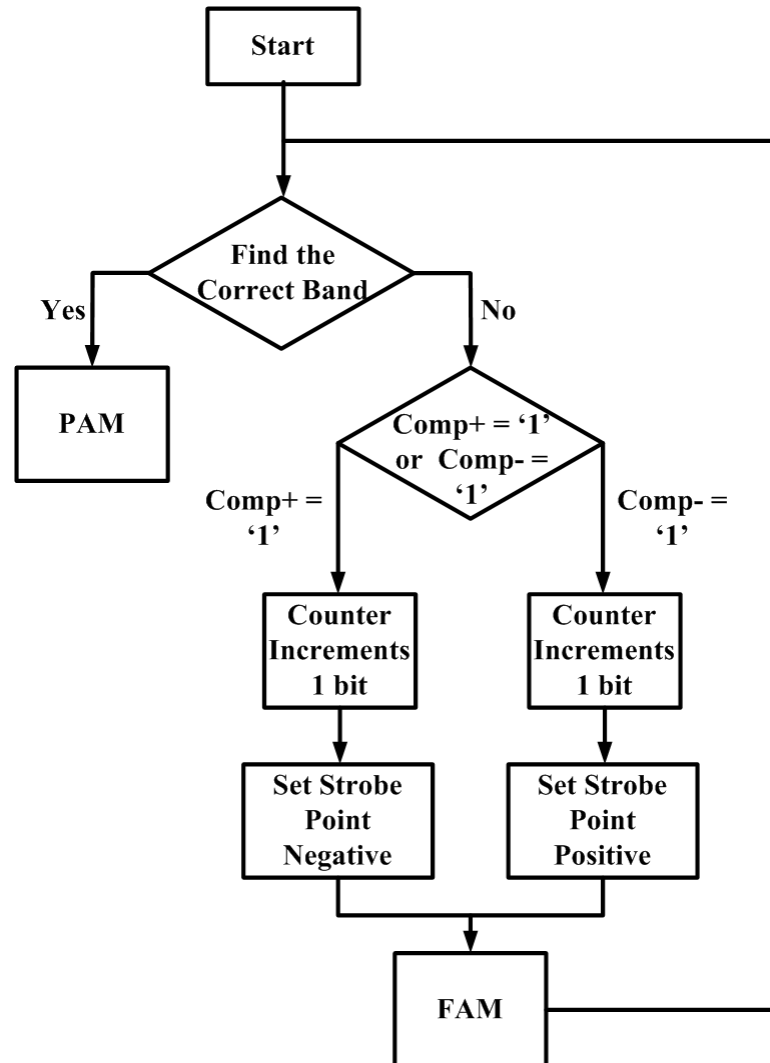 Start
Find the
Correct Band
Yes
No
PAM
Comp+ = ‘1’
or Comp- =
‘1’
Comp+ =
‘1’
Comp- =
‘1’
Counter
Increments
1 bit
Counter
Increments
1 bit
Set Strobe
Point
Negative
Set Strobe
Point
Positive
FAM